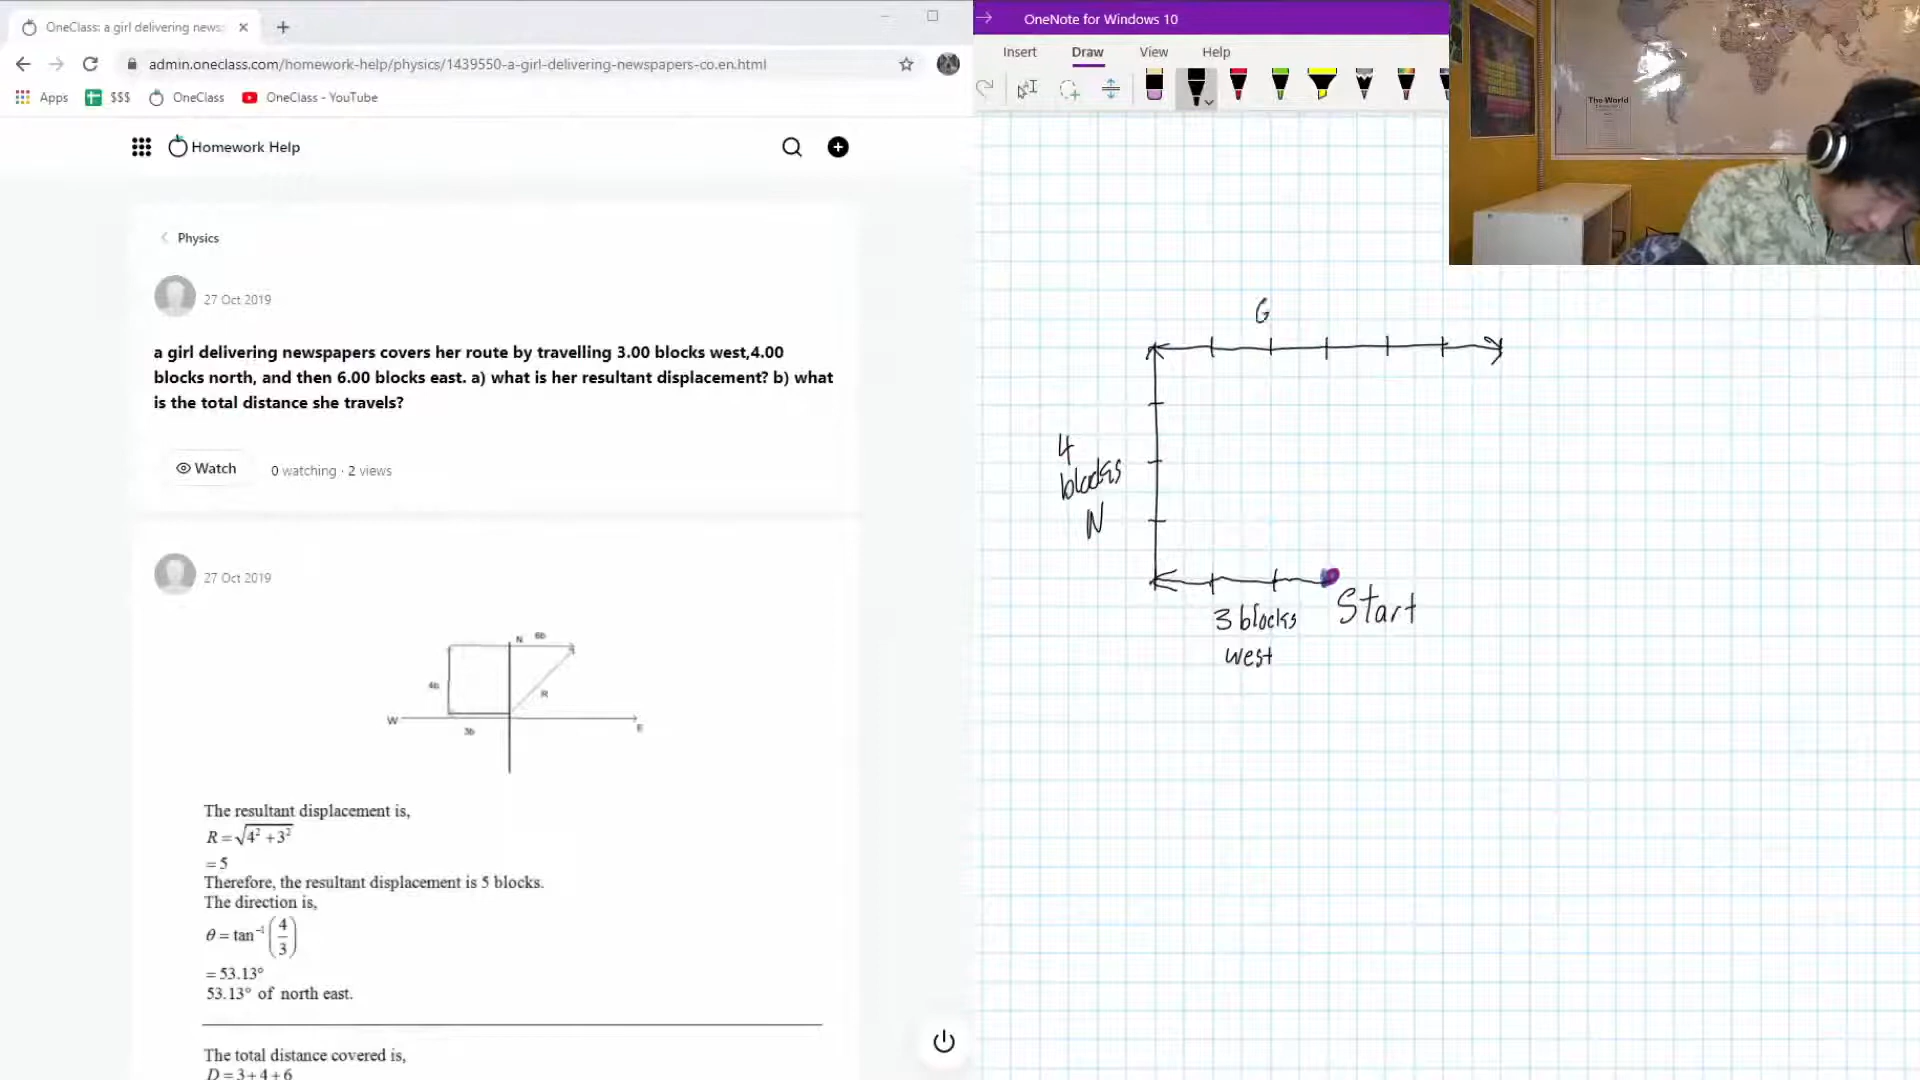 OneClass: a girl delivering news
admin.oneclass.com/homework-help/physics/1439550-a-girl-delivering-newspapers-co.en.html
Apps $$$ OneClass OneClass - YouTube
Homework Help
Physics
27 Oct 2019
a girl delivering newspapers covers her route by travelling 3.00 blocks west,4.00
blocks north, and then 6.00 blocks east. a) what is her resultant displacement? b) what
is the total distance she travels?
Watch 0 watching · 2 views
27 Oct 2019
N 6b
4b
R
W
E
3b
The resultant displacement is,
R = √4² + 3²
= 5
Therefore, the resultant displacement is 5 blocks.
The direction is,
θ = tan⁻¹(4/3)
= 53.13°
53.13° of north east.
The total distance covered is,
D = 3+4+6
OneNote for Windows 10
Insert Draw View Help
The World
6
4
blocks
N
Start
3 blocks
west